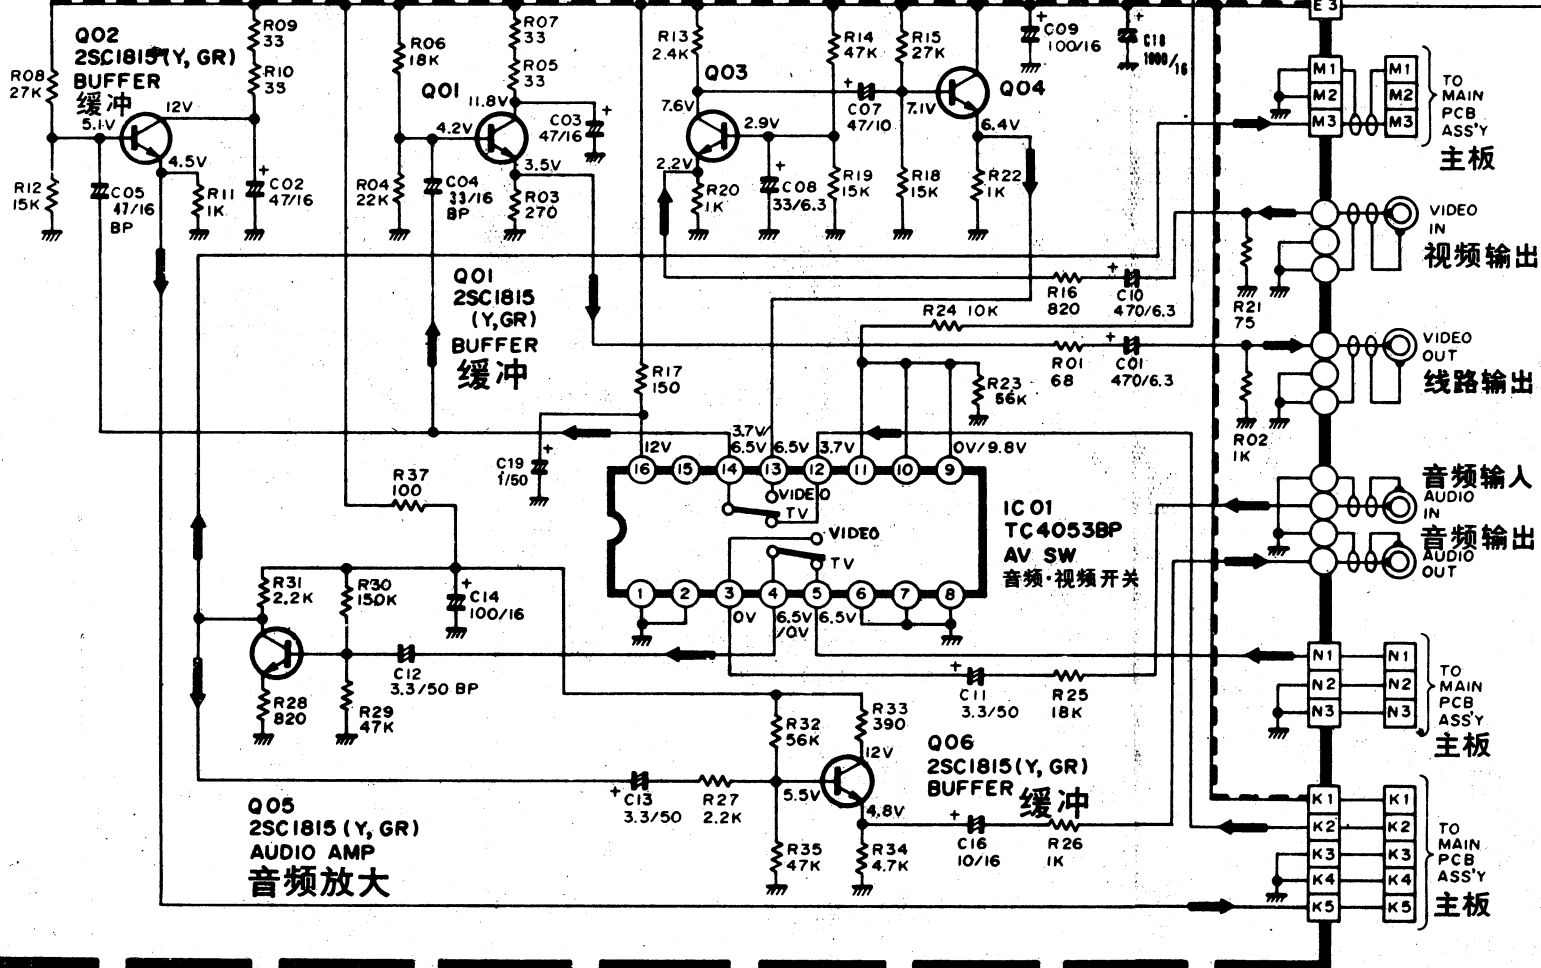 Q02
2SC1815(Y, GR)
BUFFER
缓冲
R08
27K
5.1V
12V
4.5V
R12
15K
C05
47/16
BP
R11
1K
R09
33
R10
33
+
C02
47/16
R06
18K
Q01
R04
22K
4.2V
C04
33/16
BP
R07
33
R05
33
11.8V
+
C03
47/16
3.5V
R03
270
Q01
2SC1815
(Y,GR)
BUFFER
缓冲
R13
2.4K
Q03
7.6V
2.9V
2.2V
R20
1K
+
C08
33/6.3
R14
47K
R19
15K
+
C07
47/10
R15
27K
7.1V
R18
15K
Q04
6.4V
R22
1K
+
C09
100/16
+
C18
1000/16
E3
M1
M2
M3
M1
M2
M3
TO
MAIN
PCB
ASS'Y
主板
VIDEO
IN
视频输出
R16
820
+
C10
470/6.3
R21
75
R24 10K
R01
68
+
C01
470/6.3
R02
1K
VIDEO
OUT
线路输出
R17
150
R23
56K
+
C19
1/50
12V
3.7V/
6.5V
6.5V
3.7V
0V/9.8V
16
15
14
13
12
11
10
9
VIDEO
TV
VIDEO
TV
1
2
3
4
5
6
7
8
0V
6.5V
/0V
6.5V
IC01
TC4053BP
AV SW
音频·视频开关
音频输入
AUDIO
IN
音频输出
AUDIO
OUT
R37
100
R31
2.2K
R30
150K
+
C14
100/16
C12
3.3/50 BP
R28
820
R29
47K
+
C11
3.3/50
R25
18K
N1
N2
N3
N1
N2
N3
TO
MAIN
PCB
ASS'Y
主板
R32
56K
R33
390
12V
Q06
2SC1815(Y, GR)
BUFFER
缓冲
+
C13
3.3/50
R27
2.2K
5.5V
4.8V
R35
47K
R34
4.7K
+
C16
10/16
R26
1K
Q05
2SC1815 (Y, GR)
AUDIO AMP
音频放大
K1
K2
K3
K4
K5
K1
K2
K3
K4
K5
TO
MAIN
PCB
ASS'Y
主板